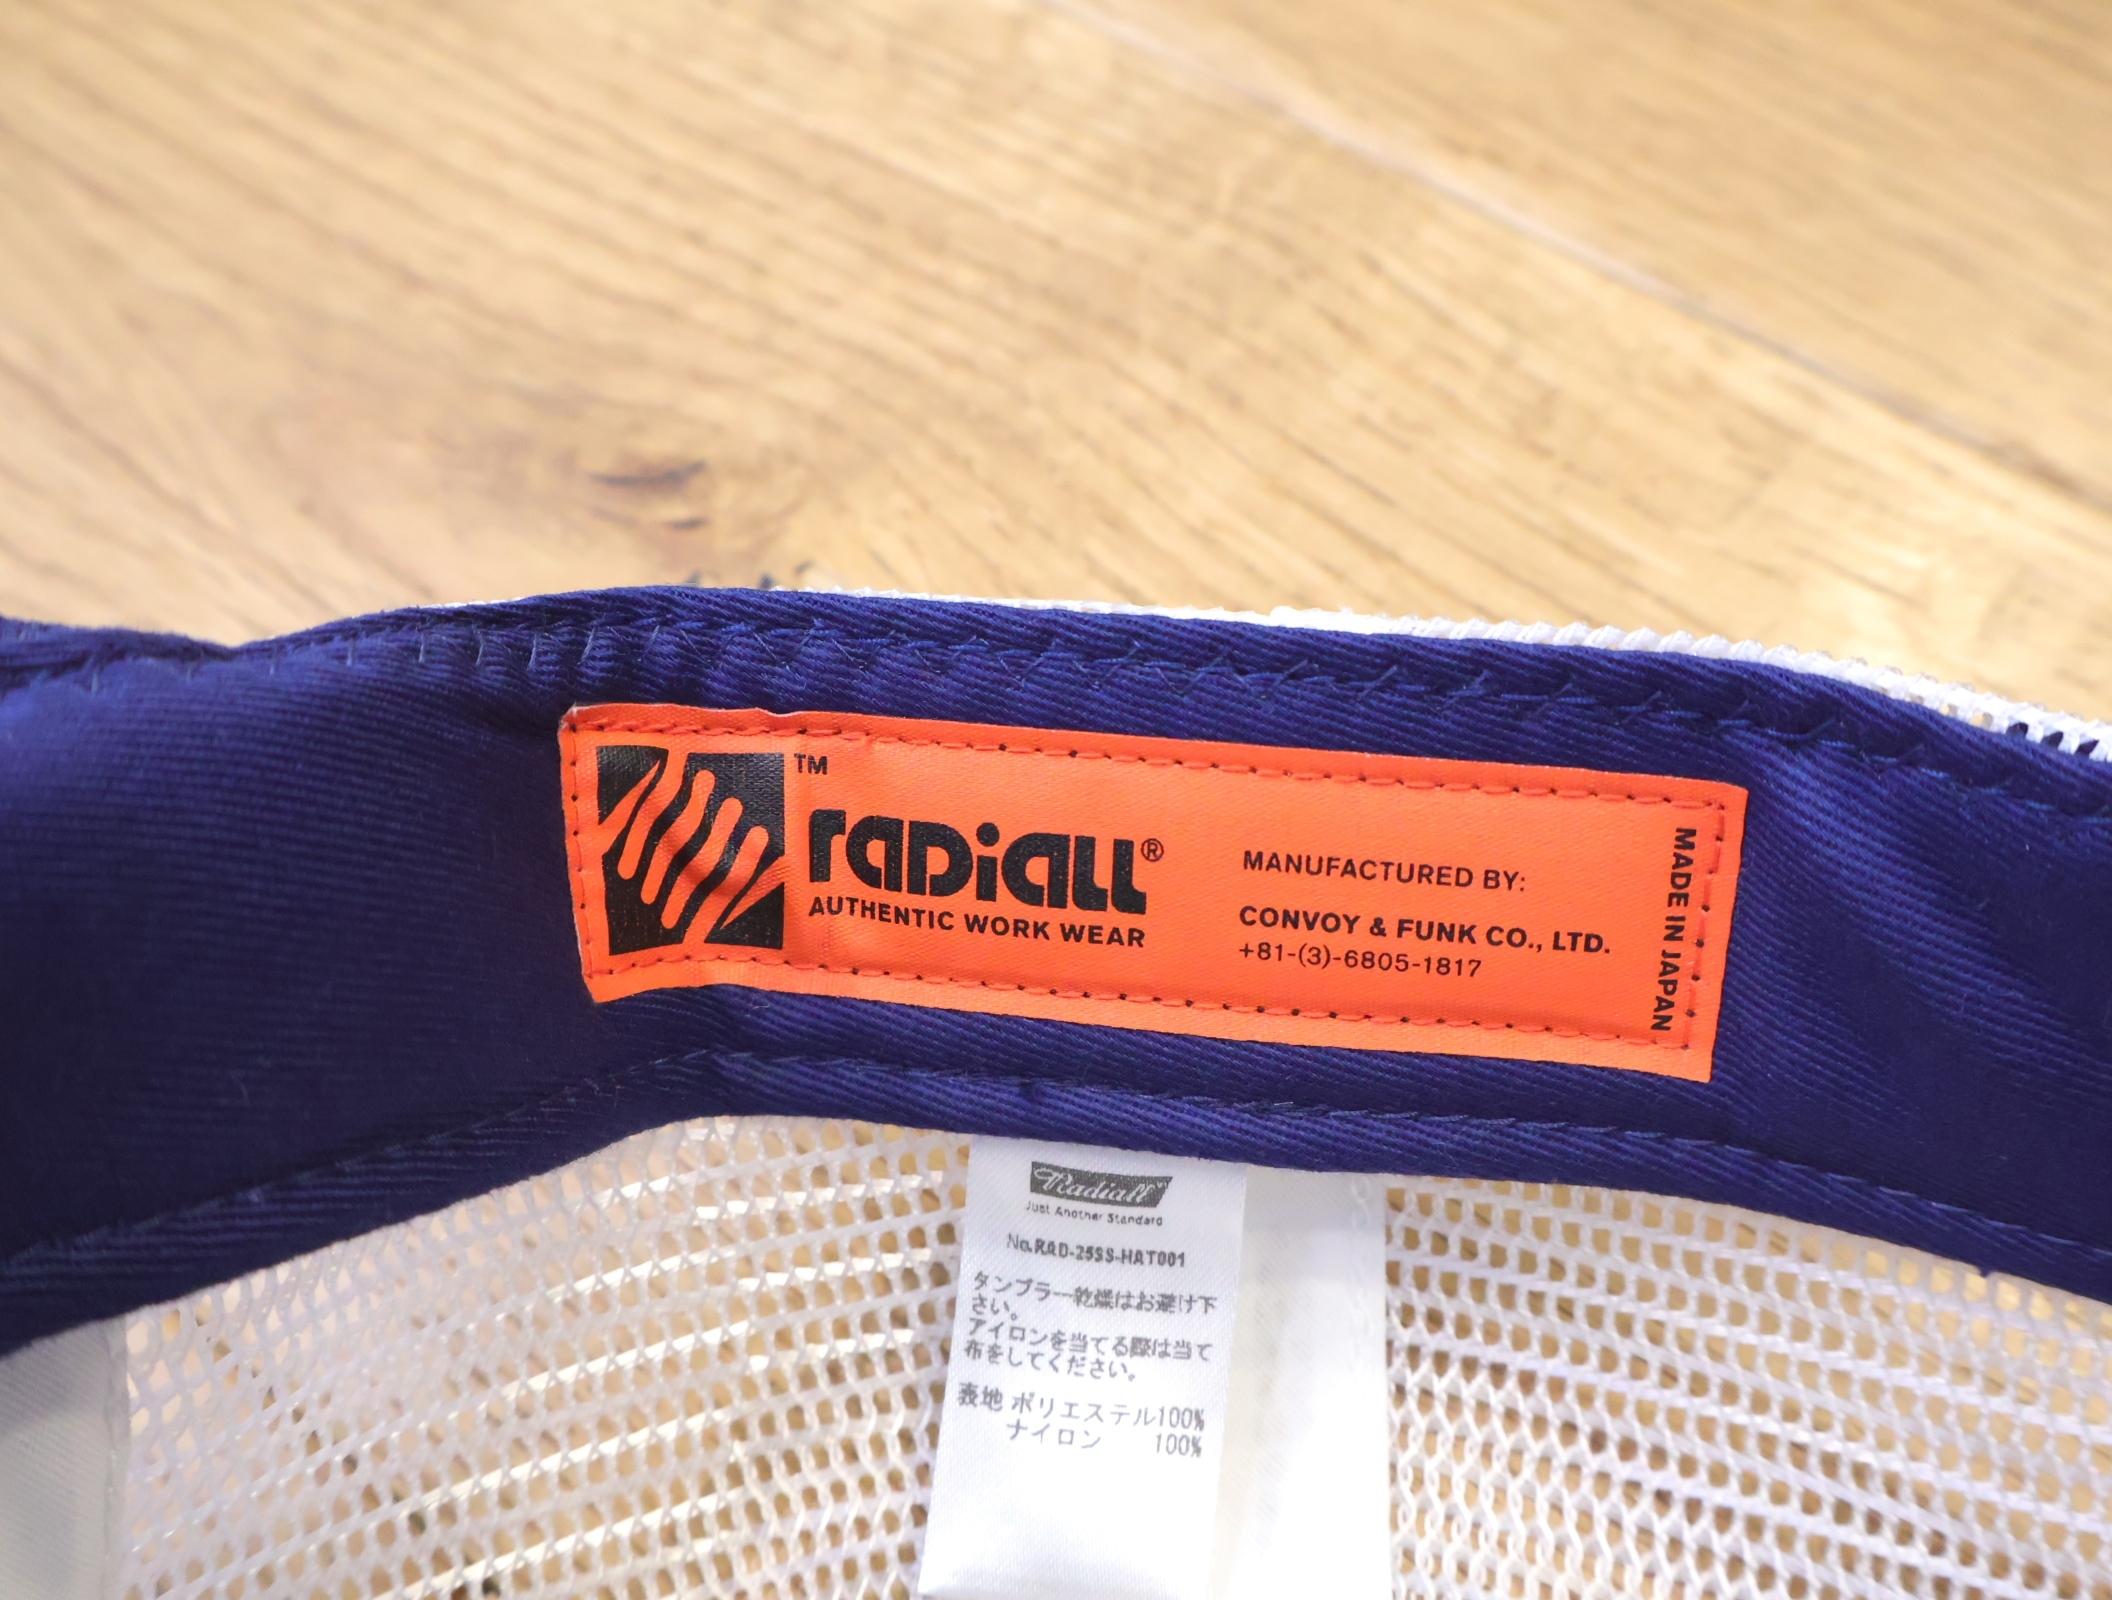 TM
radiall®
AUTHENTIC WORK WEAR
MANUFACTURED BY:
CONVOY & FUNK CO., LTD.
+81-(3)-6805-1817
MADE IN JAPAN
Radiall
Just Another Standard
No.RAD-25SS-HAT001
タンブラー乾燥はお避け下
さい。
アイロンを当てる際は当て
布をしてください。
表地 ポリエステル100%
ナイロン 100%